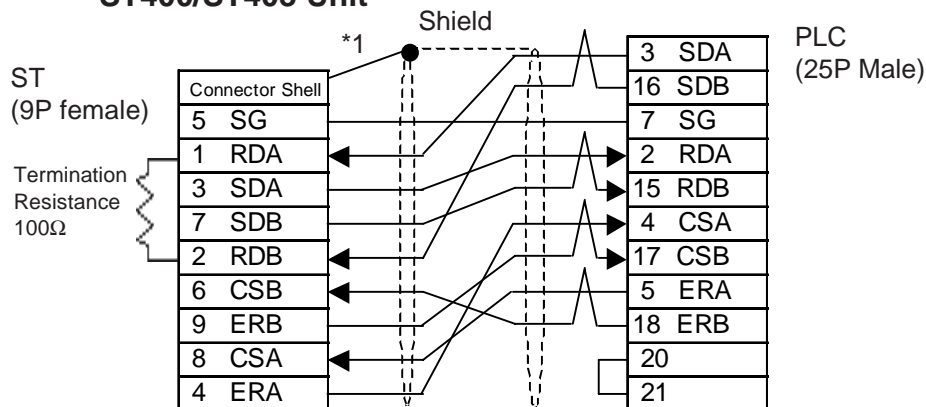 ST400/ST403 Unit
Shield
*1
PLC
(25P Male)
ST
(9P female)
Termination
Resistance
100Ω
Connector Shell
5 SG
1 RDA
3 SDA
7 SDB
2 RDB
6 CSB
9 ERB
8 CSA
4 ERA
3 SDA
16 SDB
7 SG
2 RDA
15 RDB
4 CSA
17 CSB
5 ERA
18 ERB
20
21